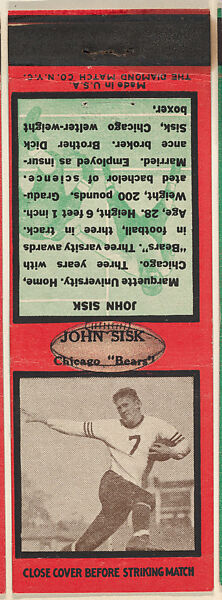 Made in U.S.A.
THE DIAMOND MATCH CO. N.Y.C.
JOHN SISK
Marquette University. Home,
Chicago. Three years with
"Bears." Three varsity awards
in football, three in track.
Age, 28, Height, 6 feet 1 inch.
Weight, 200, pounds. Gradu-
ated bachelor of science.
Married. Employed as insur-
ance broker. Brother Dick
Sisk, Chicago welter-weight
boxer.
JOHN SISK
Chicago "Bears"
7
CLOSE COVER BEFORE STRIKING MATCH